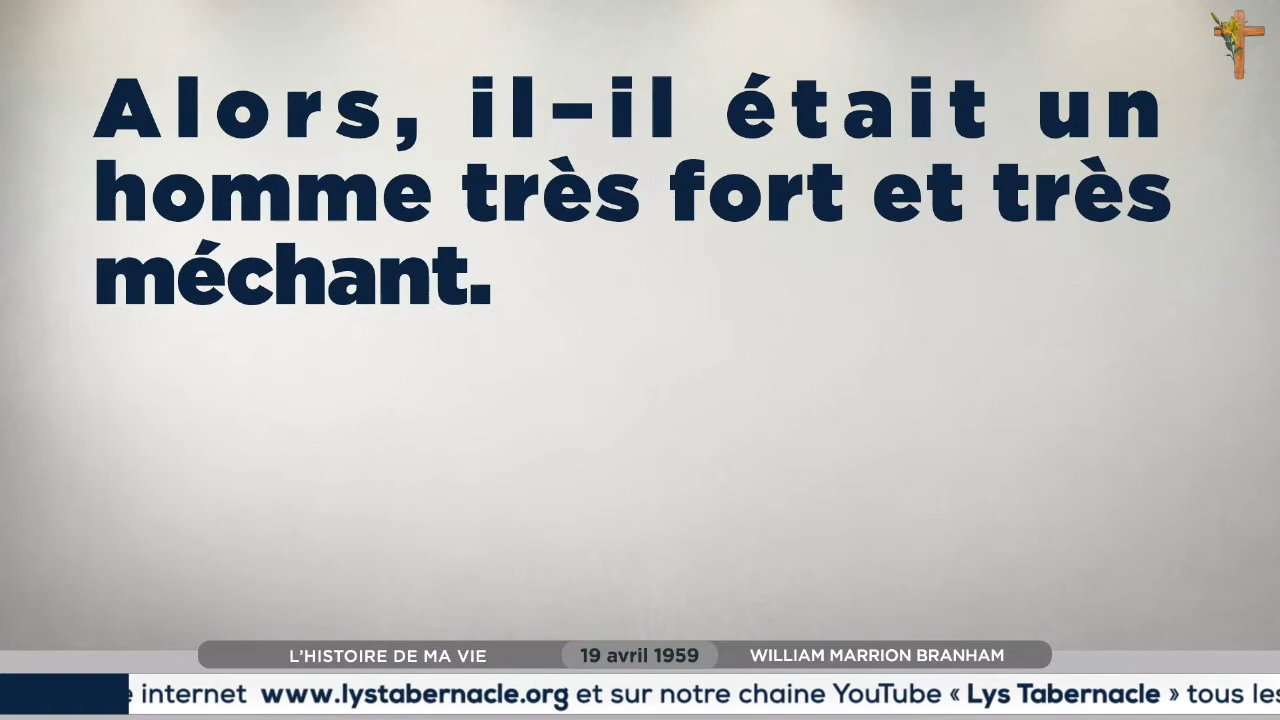 Alors, il-il était un
homme très fort et très
méchant.
L'HISTOIRE DE MA VIE 19 avril 1959 WILLIAM MARRION BRANHAM
internet www.lystabernacle.org et sur notre chaine YouTube « Lys Tabernacle » tous les